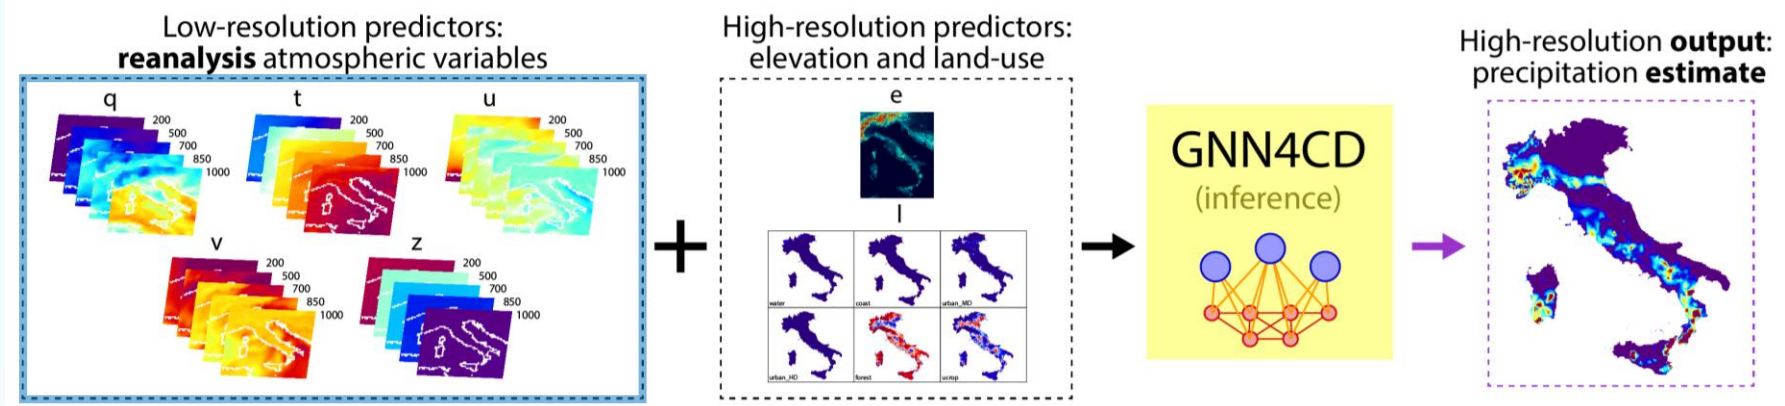 Low-resolution predictors:
reanalysis atmospheric variables
q
200
500
700
850
1000
t
200
500
700
850
1000
u
200
500
700
850
1000
v
200
500
700
850
1000
z
200
500
700
850
1000
High-resolution predictors:
elevation and land-use
e
l
water
coast
urban_MD
urban_HD
forest
ucrop
GNN4CD
(inference)
High-resolution output:
precipitation estimate